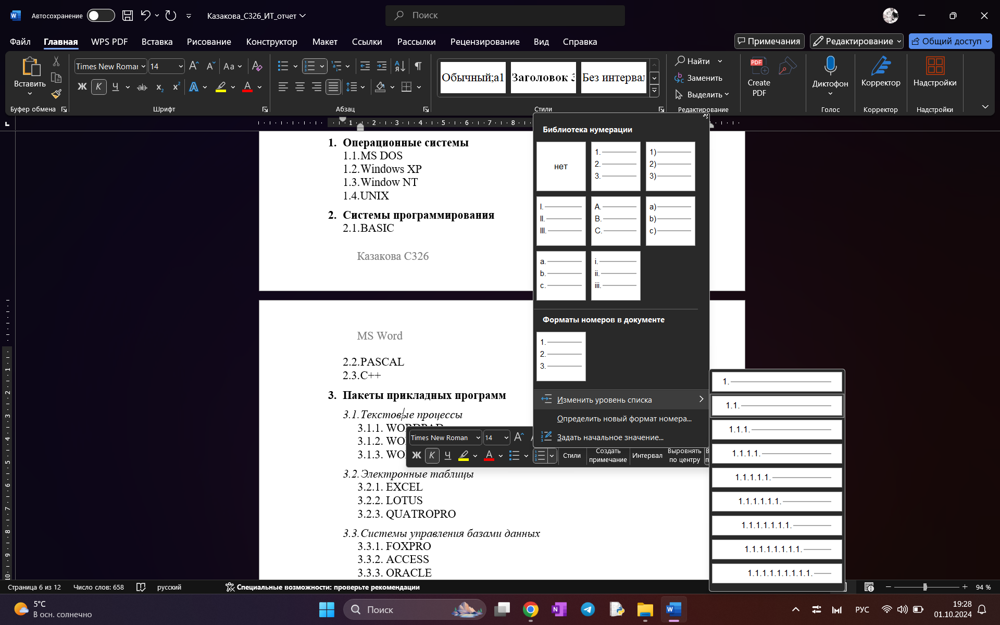 Автосохранение
Казакова_С326_ИТ_отчет
Поиск
Файл Главная WPS PDF Вставка Рисование Конструктор Макет Ссылки Рассылки Рецензирование Вид Справка
Примечания Редактирование Общий доступ
Вставить
Буфер обмена
Times New Roman 14
Aa
Ж К Ч ab x₂ x² A A
Шрифт
Абзац
Обычный;a1 Заголовок 3 Без интервал
Стили
Найти
Заменить
Выделить
Редактирование
Create
PDF
Диктофон
Голос
Корректор
Корректор
Надстройки
Надстройки
1 2 3 4 5 6 7 8
1. Операционные системы
1.1.MS DOS
1.2.Windows XP
1.3.Window NT
1.4.UNIX
2. Системы программирования
2.1.BASIC
Казакова С326
MS Word
2.2.PASCAL
2.3.C++
3. Пакеты прикладных программ
3.1.Текстовые процессы
3.1.1. WORDPAD
3.1.2. WO
3.1.3. WO
3.2.Электронные таблицы
3.2.1. EXCEL
3.2.2. LOTUS
3.2.3. QUATROPRO
3.3.Системы управления базами данных
3.3.1. FOXPRO
3.3.2. ACCESS
3.3.3. ORACLE
Библиотека нумерации
нет
1.
2.
3.
1)
2)
3)
I.
II.
III.
A.
B.
C.
a)
b)
c)
a.
b.
c.
i.
ii.
iii.
Форматы номеров в документе
1.
2.
3.
Изменить уровень списка
Определить новый формат номера...
Задать начальное значение...
1.
1.1.
1.1.1.
1.1.1.1.
1.1.1.1.1.
1.1.1.1.1.1.
1.1.1.1.1.1.1.
1.1.1.1.1.1.1.1.
1.1.1.1.1.1.1.1.1.
Times New Roman 14
Ж К Ч A
Стили
Создать
примечание
Интервал
Выровнять
по центру
1 2 3 4 5 6 7 8 9 10
Страница 6 из 12 Число слов: 658 русский Специальные возможности: проверьте рекомендации 94 %
5°C
В осн. солнечно
Поиск
РУС
19:28
01.10.2024